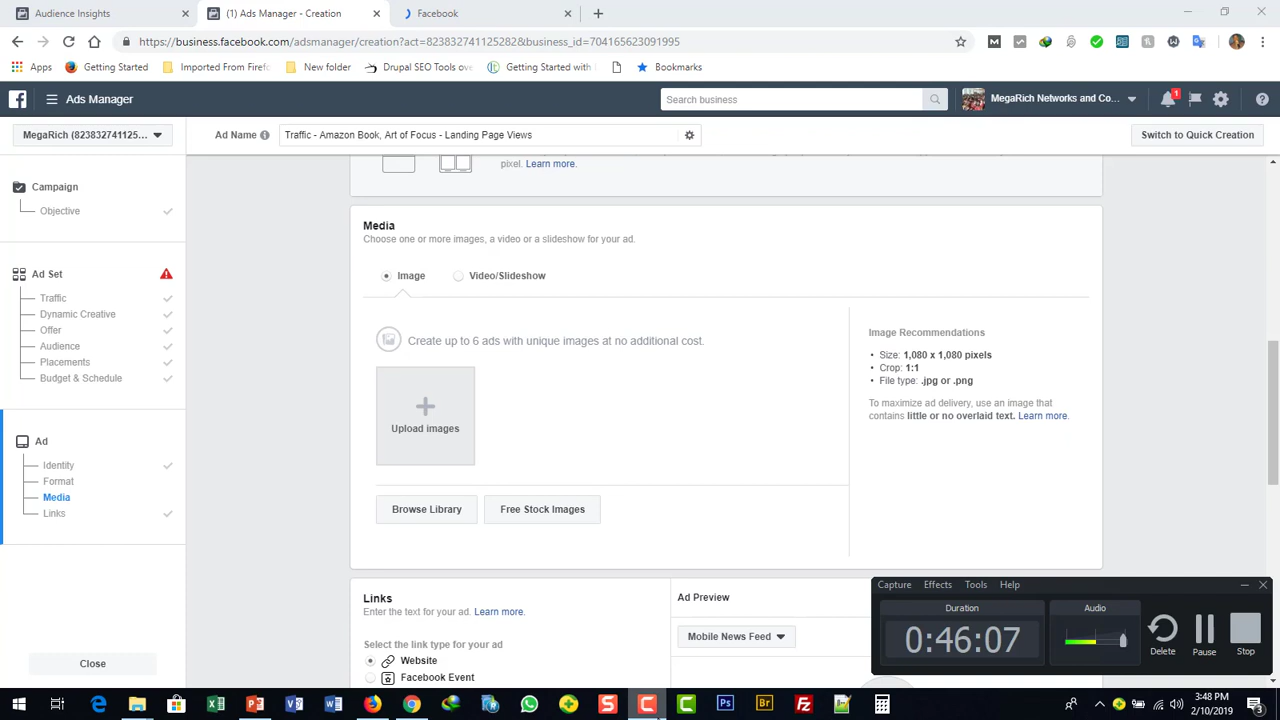 Audience Insights
(1) Ads Manager - Creation
Facebook
https://business.facebook.com/adsmanager/creation?act=823832741125282&business_id=704165623091995
Apps
Getting Started
Imported From Firef
New folder
Drupal SEO Tools ove
Getting Started with
Bookmarks
Ads Manager
Search business
MegaRich Networks and Co...
1
MegaRich (823832741125...
Ad Name
Traffic - Amazon Book, Art of Focus - Landing Page Views
Switch to Quick Creation
pixel. Learn more.
Campaign
Objective
Ad Set
Traffic
Dynamic Creative
Offer
Audience
Placements
Budget & Schedule
Ad
Identity
Format
Media
Links
Close
Media
Choose one or more images, a video or a slideshow for your ad.
Image
Video/Slideshow
Create up to 6 ads with unique images at no additional cost.
Upload images
Browse Library
Free Stock Images
Image Recommendations
• Size: 1,080 x 1,080 pixels
• Crop: 1:1
• File type: .jpg or .png
To maximize ad delivery, use an image that
contains little or no overlaid text. Learn more.
Links
Enter the text for your ad. Learn more.
Select the link type for your ad
Website
Facebook Event
Ad Preview
Mobile News Feed
Capture
Effects
Tools
Help
Duration
0:46:07
Audio
Delete
Pause
Stop
3:48 PM
2/10/2019
3